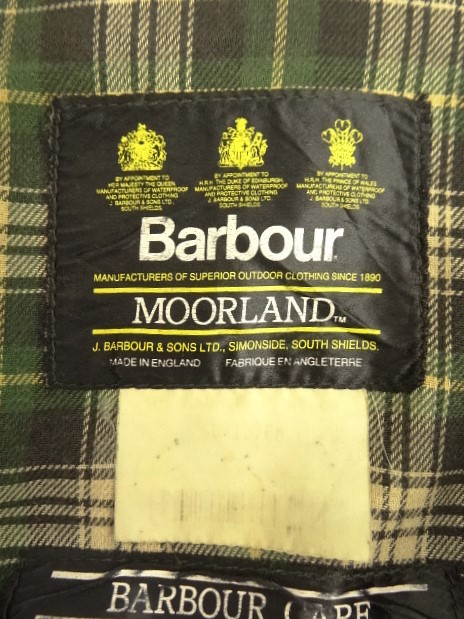 BY APPOINTMENT TO
HER MAJESTY THE QUEEN
MANUFACTURERS OF WATERPROOF
AND PROTECTIVE CLOTHING
J. BARBOUR & SONS LTD.
SOUTH SHIELDS.
BY APPOINTMENT TO
H.R.H. THE DUKE OF EDINBURGH
MANUFACTURERS OF WATERPROOF
AND PROTECTIVE CLOTHING
J. BARBOUR & SONS LTD.
SOUTH SHIELDS.
BY APPOINTMENT TO
H.R.H. THE PRINCE OF WALES
MANUFACTURERS OF WATERPROOF
AND PROTECTIVE CLOTHING
J. BARBOUR & SONS LTD.
SOUTH SHIELDS.
Barbour
MANUFACTURERS OF SUPERIOR OUTDOOR CLOTHING SINCE 1890
MOORLAND™
J. BARBOUR & SONS LTD., SIMONSIDE, SOUTH SHIELDS.
MADE IN ENGLAND FABRIQUE EN ANGLETERRE
BARBOUR CARE